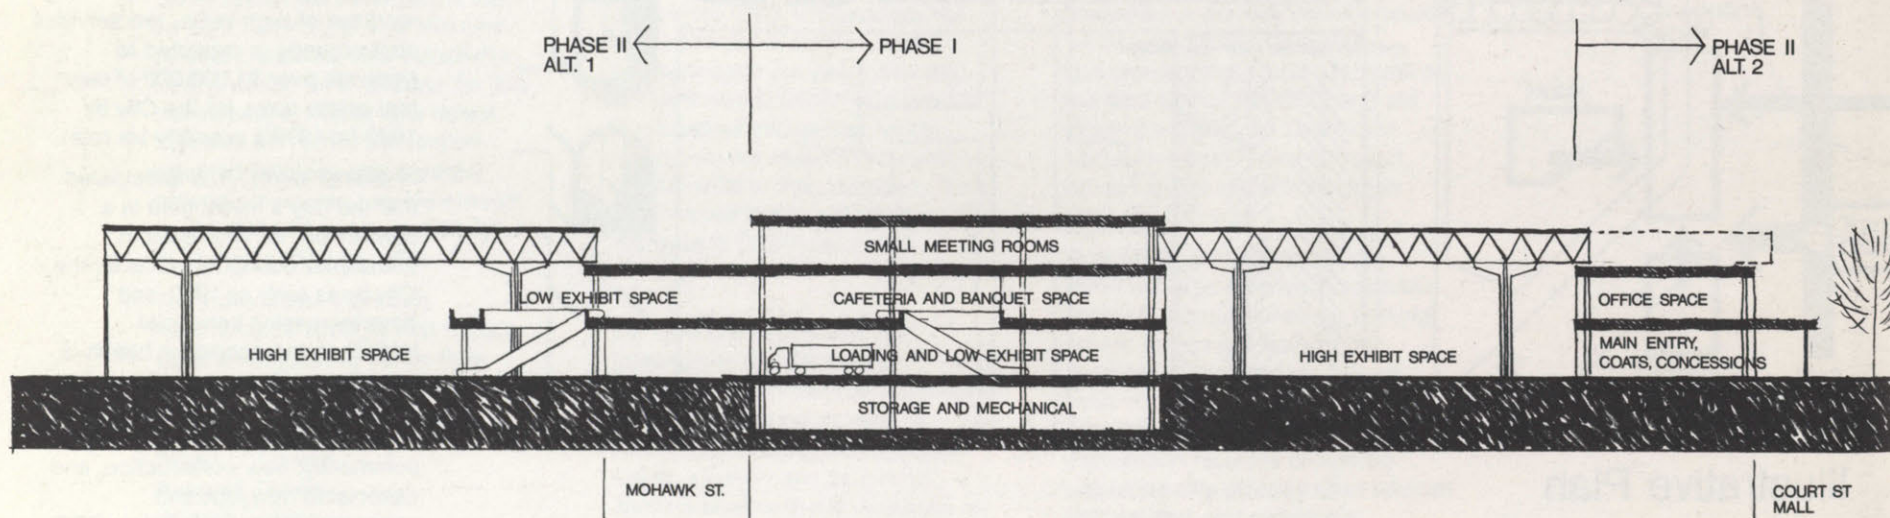 PHASE II
ALT. 1
PHASE I
PHASE II
ALT. 2
SMALL MEETING ROOMS
LOW EXHIBIT SPACE
CAFETERIA AND BANQUET SPACE
OFFICE SPACE
HIGH EXHIBIT SPACE
LOADING AND LOW EXHIBIT SPACE
HIGH EXHIBIT SPACE
MAIN ENTRY,
COATS, CONCESSIONS
STORAGE AND MECHANICAL
MOHAWK ST.
COURT ST
MALL